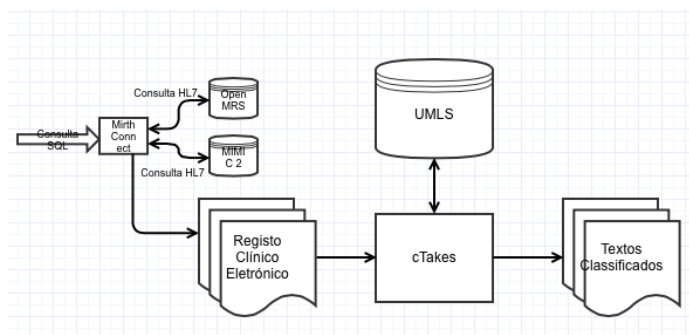 Consulta HL7
Open
MRS
Consulta
SQL
Mirth
Conn
ect
MIMI
C 2
Consulta HL7
UMLS
Registo
Clínico
Eletrónico
cTakes
Textos
Classificados